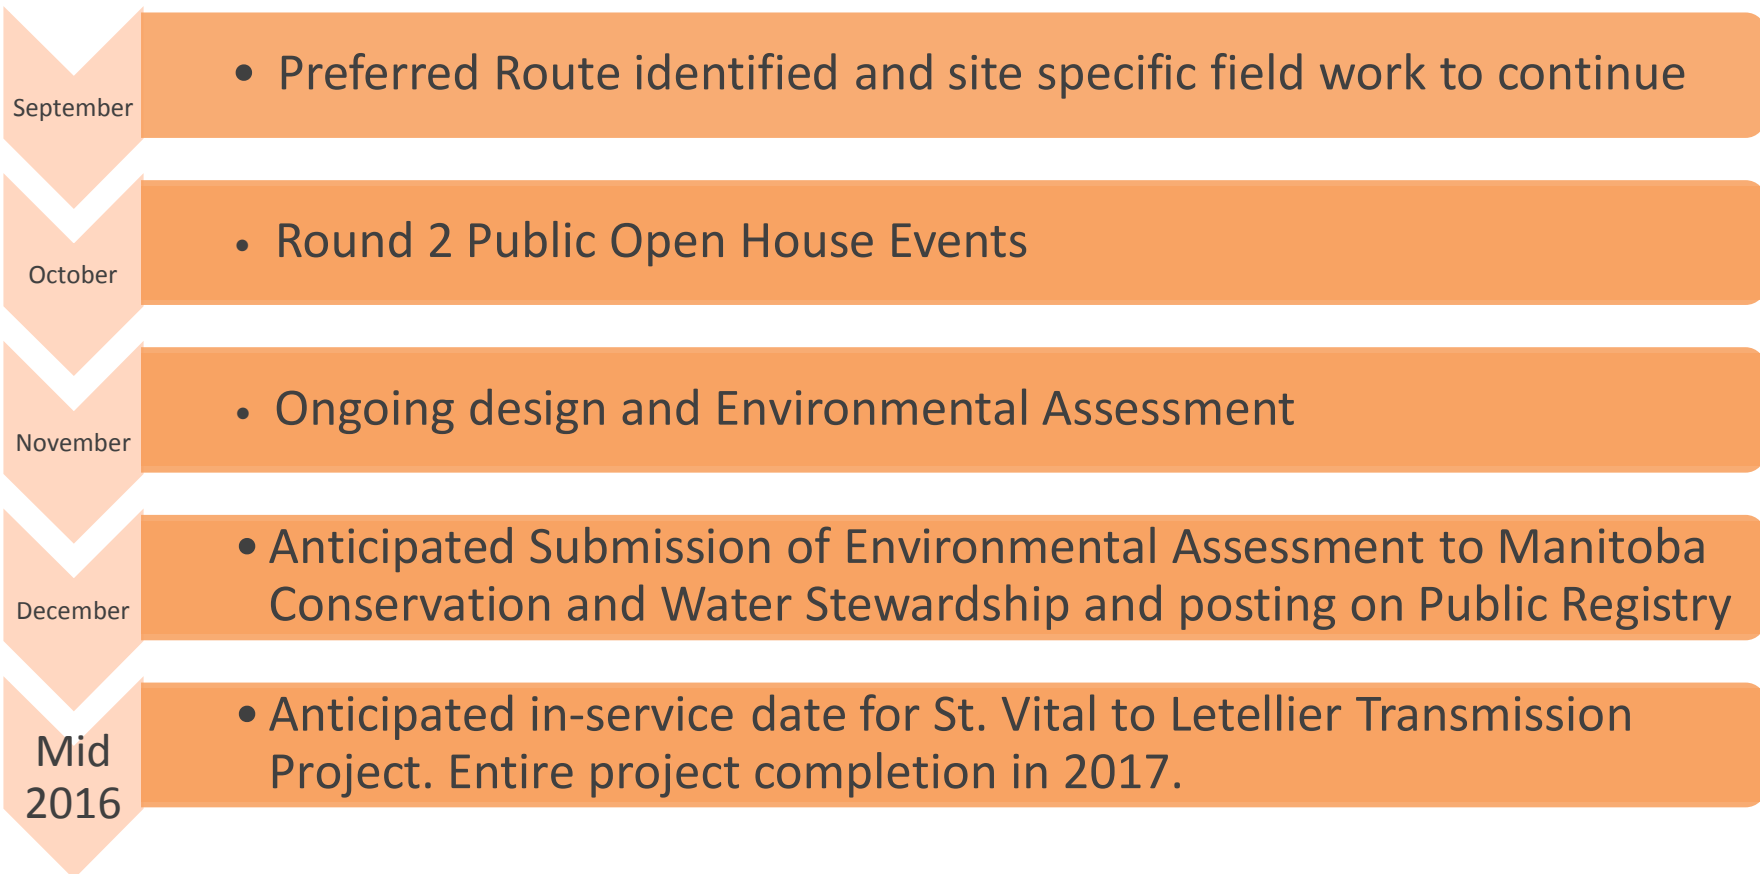 September
• Preferred Route identified and site specific field work to continue
October
• Round 2 Public Open House Events
November
• Ongoing design and Environmental Assessment
December
• Anticipated Submission of Environmental Assessment to Manitoba
Conservation and Water Stewardship and posting on Public Registry
Mid
2016
• Anticipated in-service date for St. Vital to Letellier Transmission
Project. Entire project completion in 2017.